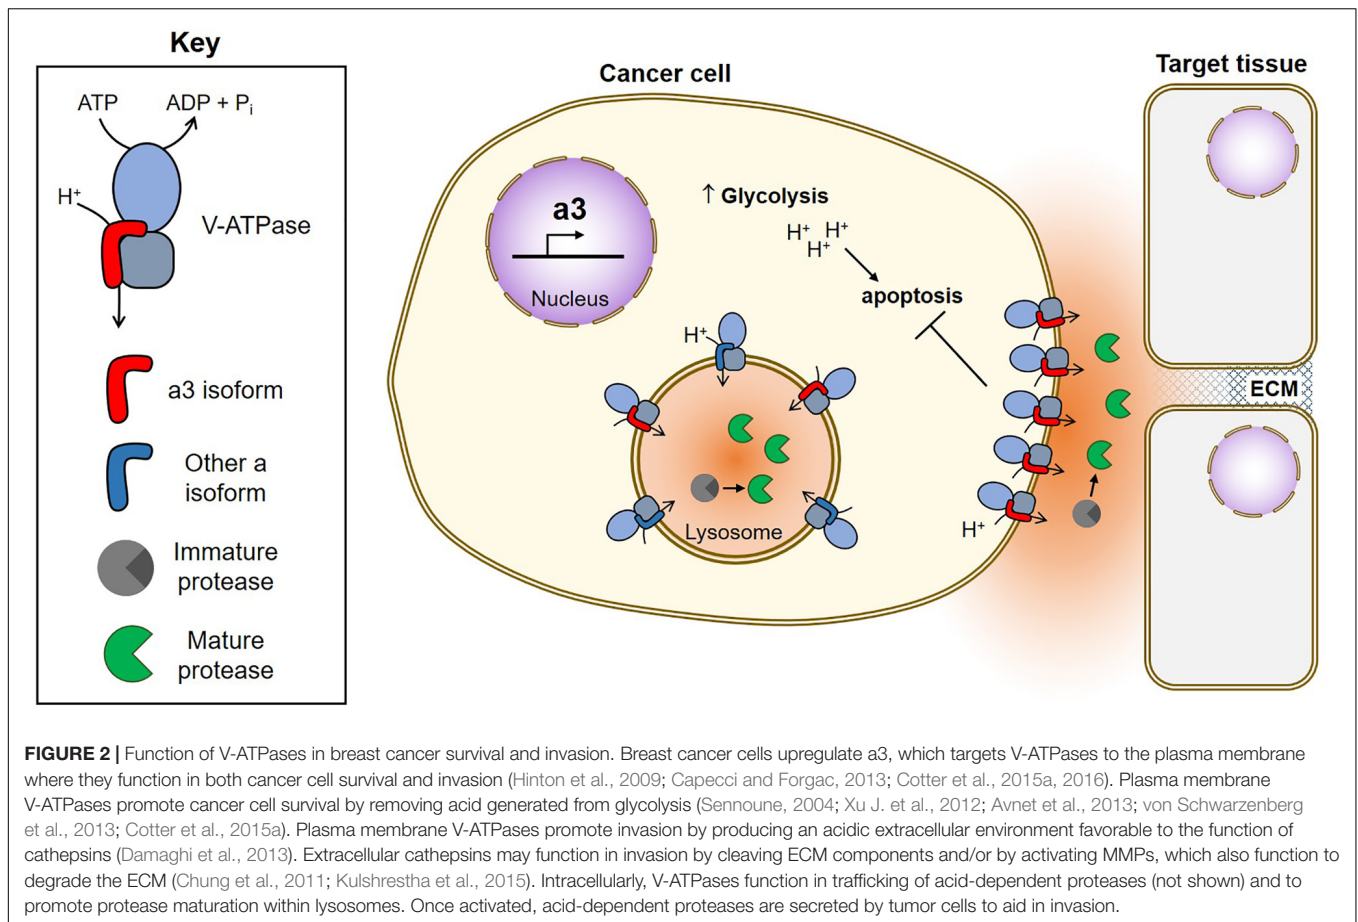 Key
ATP
ADP + Pi
H+
V-ATPase
a3 isoform
Other a
isoform
Immature
protease
Mature
protease
Cancer cell
a3
Nucleus
↑ Glycolysis
H+ H+
H+
apoptosis
H+
Lysosome
H+
Target tissue
ECM
FIGURE 2 | Function of V-ATPases in breast cancer survival and invasion. Breast cancer cells upregulate a3, which targets V-ATPases to the plasma membrane
where they function in both cancer cell survival and invasion (Hinton et al., 2009; Capecci and Forgac, 2013; Cotter et al., 2015a, 2016). Plasma membrane
V-ATPases promote cancer cell survival by removing acid generated from glycolysis (Sennoune, 2004; Xu J. et al., 2012; Avnet et al., 2013; von Schwarzenberg
et al., 2013; Cotter et al., 2015a). Plasma membrane V-ATPases promote invasion by producing an acidic extracellular environment favorable to the function of
cathepsins (Damaghi et al., 2013). Extracellular cathepsins may function in invasion by cleaving ECM components and/or by activating MMPs, which also function to
degrade the ECM (Chung et al., 2011; Kulshrestha et al., 2015). Intracellularly, V-ATPases function in trafficking of acid-dependent proteases (not shown) and to
promote protease maturation within lysosomes. Once activated, acid-dependent proteases are secreted by tumor cells to aid in invasion.